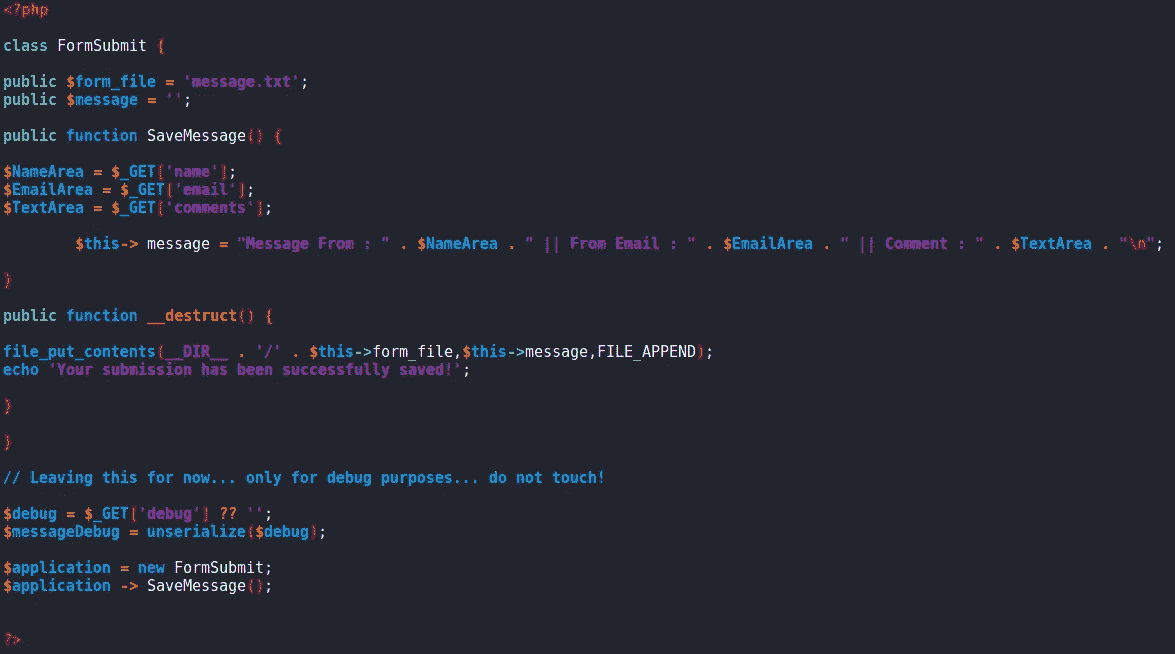 <?php
class FormSubmit {
public $form_file = 'message.txt';
public $message = '';
public function SaveMessage() {
$NameArea = $_GET['name'];
$EmailArea = $_GET['email'];
$TextArea = $_GET['comments'];
$this-> message = "Message From : " . $NameArea . " || From Email : " . $EmailArea . " || Comment : " . $TextArea . "\n";
}
public function __destruct() {
file_put_contents(__DIR__ . '/' . $this->form_file,$this->message,FILE_APPEND);
echo 'Your submission has been successfully saved!';
}
}
// Leaving this for now... only for debug purposes... do not touch!
$debug = $_GET['debug'] ?? '';
$messageDebug = unserialize($debug);
$application = new FormSubmit;
$application -> SaveMessage();
?>